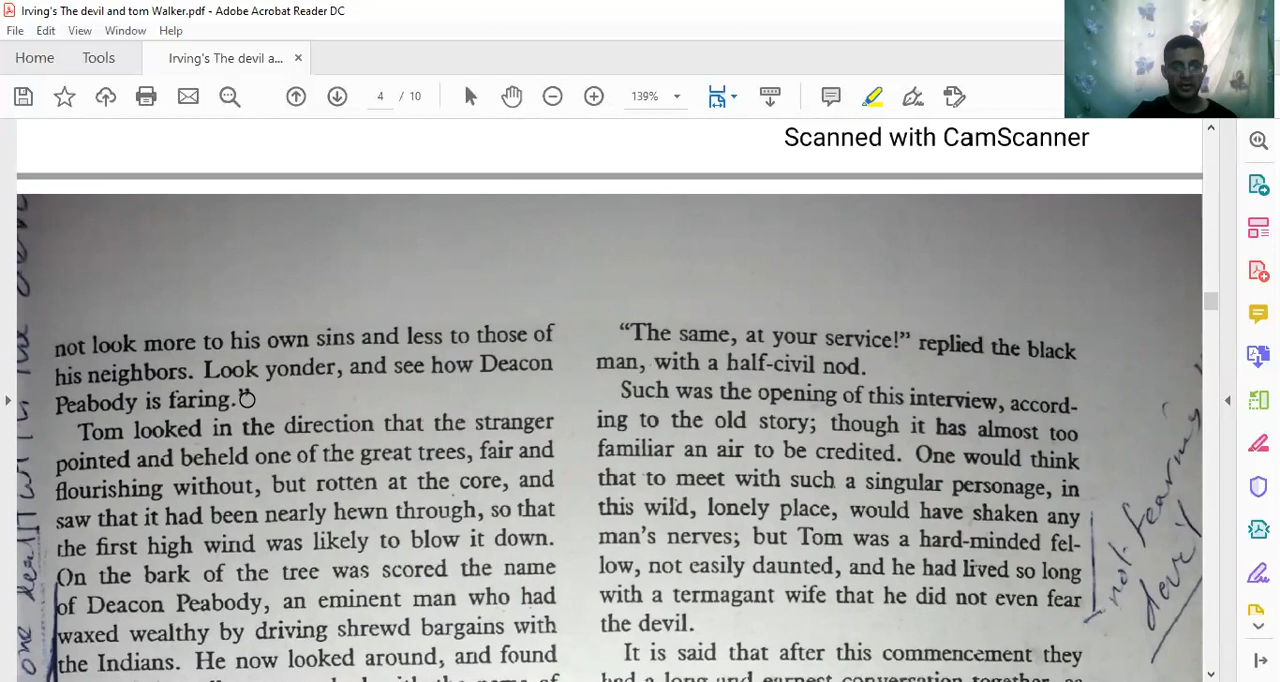 Irving's The devil and tom Walker.pdf - Adobe Acrobat Reader DC
File Edit View Window Help
Home Tools Irving's The devil a... ×
4 / 10 139%
Scanned with CamScanner
not look more to his own sins and less to those of
his neighbors. Look yonder, and see how Deacon
Peabody is faring."
Tom looked in the direction that the stranger
pointed and beheld one of the great trees, fair and
flourishing without, but rotten at the core, and
saw that it had been nearly hewn through, so that
the first high wind was likely to blow it down.
On the bark of the tree was scored the name
of Deacon Peabody, an eminent man who had
waxed wealthy by driving shrewd bargains with
the Indians. He now looked around, and found
"The same, at your service!" replied the black
man, with a half-civil nod.
Such was the opening of this interview, accord-
ing to the old story; though it has almost too
familiar an air to be credited. One would think
that to meet with such a singular personage, in
this wild, lonely place, would have shaken any
man's nerves; but Tom was a hard-minded fel-
low, not easily daunted, and he had lived so long
with a termagant wife that he did not even fear
the devil.
It is said that after this commencement they
had a long and earnest conversation together, as
not fearing
devil